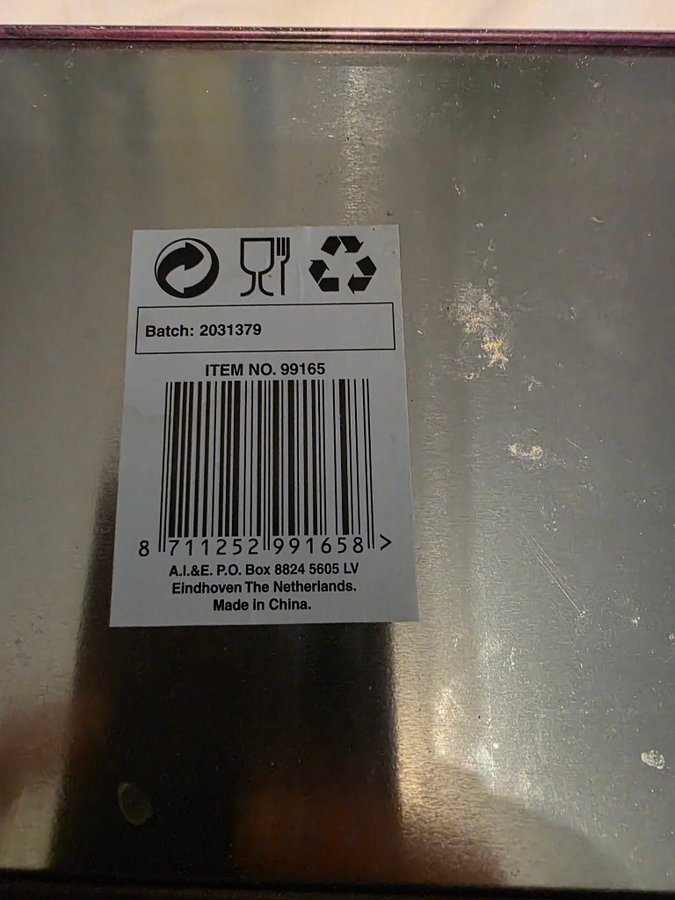 Batch: 2031379
ITEM NO. 99165
8 711252 991658 >
A.I.&E. P.O. Box 8824 5605 LV
Eindhoven The Netherlands.
Made in China.